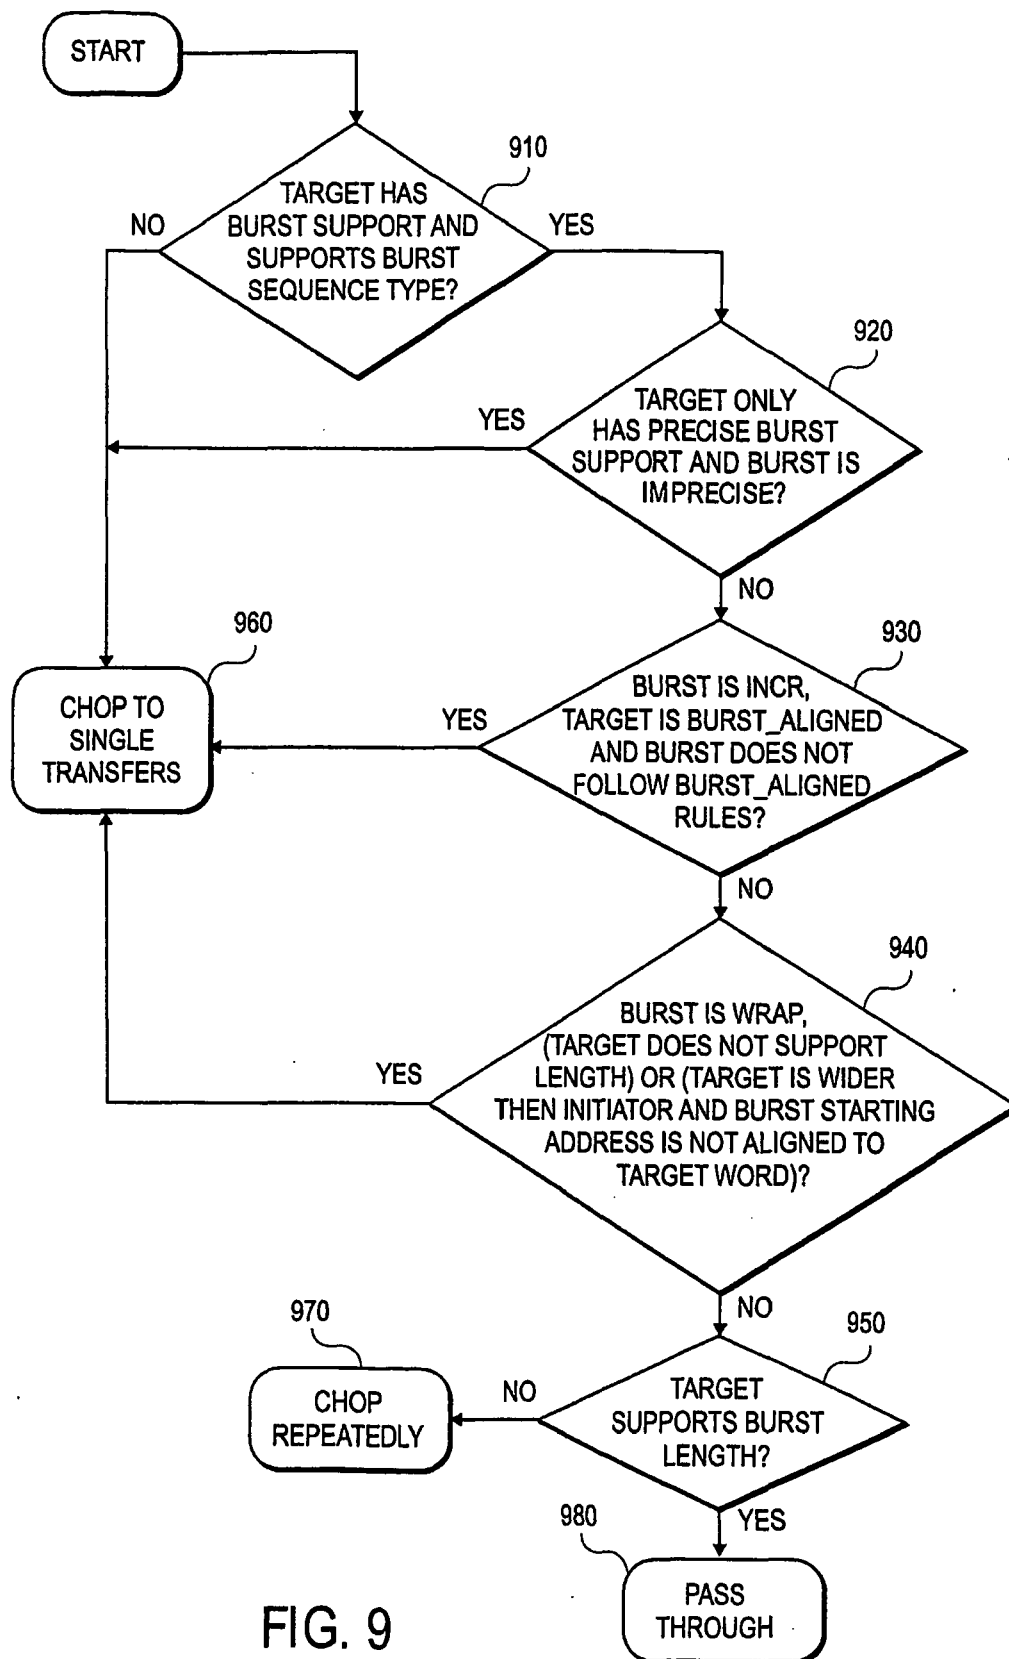 START
910
TARGET HAS
BURST SUPPORT AND
SUPPORTS BURST
SEQUENCE TYPE?
NO
YES
920
TARGET ONLY
HAS PRECISE BURST
SUPPORT AND BURST IS
IMPRECISE?
YES
NO
930
BURST IS INCR,
TARGET IS BURST_ALIGNED
AND BURST DOES NOT
FOLLOW BURST_ALIGNED
RULES?
YES
NO
960
CHOP TO
SINGLE
TRANSFERS
940
BURST IS WRAP,
(TARGET DOES NOT SUPPORT
LENGTH) OR (TARGET IS WIDER
THEN INITIATOR AND BURST STARTING
ADDRESS IS NOT ALIGNED TO
TARGET WORD)?
YES
NO
950
TARGET
SUPPORTS BURST
LENGTH?
NO
YES
970
CHOP
REPEATEDLY
980
PASS
THROUGH
FIG. 9